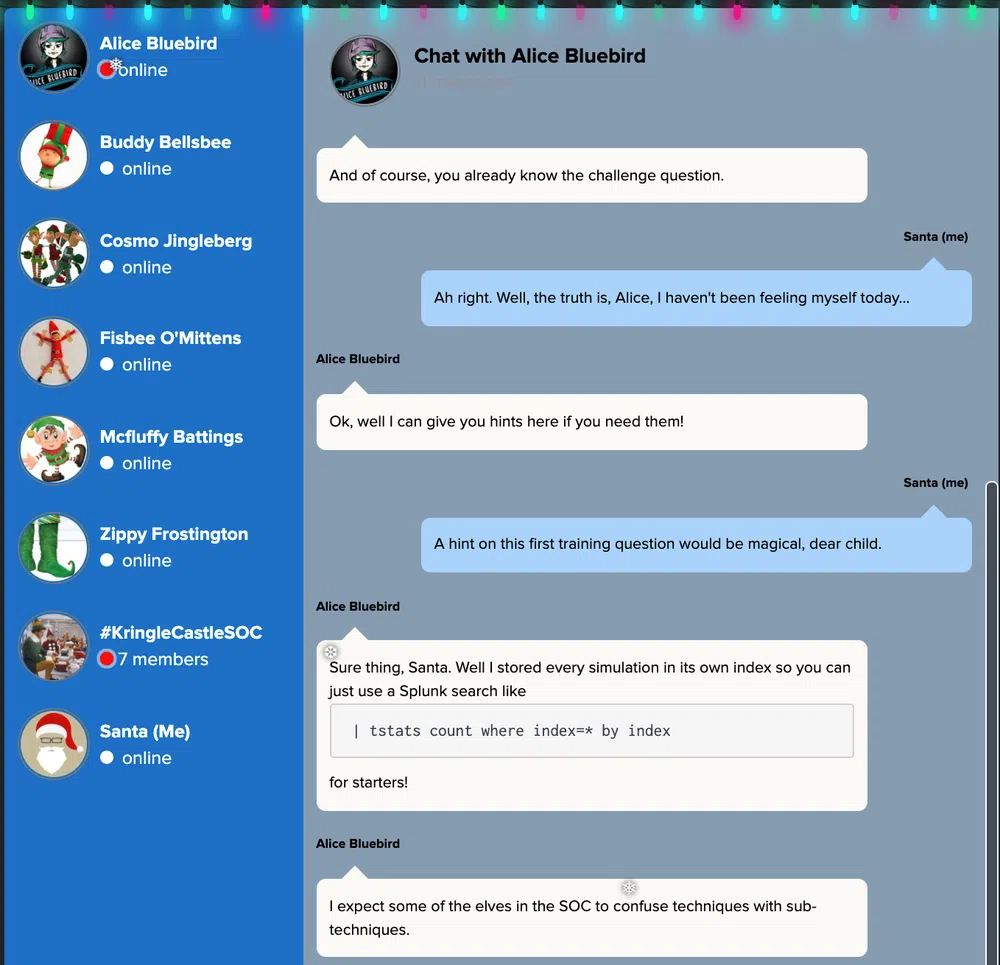 Alice Bluebird
online
Buddy Bellsbee
online
Cosmo Jingleberg
online
Fisbee O'Mittens
online
Mcfluffy Battings
online
Zippy Frostington
online
#KringleCastleSOC
7 members
Santa (Me)
online
ALICE BLUEBIRD
ALICE BLUEBIRD
Chat with Alice Bluebird
And of course, you already know the challenge question.
Santa (me)
Ah right. Well, the truth is, Alice, I haven't been feeling myself today...
Alice Bluebird
Ok, well I can give you hints here if you need them!
Santa (me)
A hint on this first training question would be magical, dear child.
Alice Bluebird
Sure thing, Santa. Well I stored every simulation in its own index so you can
just use a Splunk search like
| tstats count where index=* by index
for starters!
Alice Bluebird
I expect some of the elves in the SOC to confuse techniques with sub-
techniques.